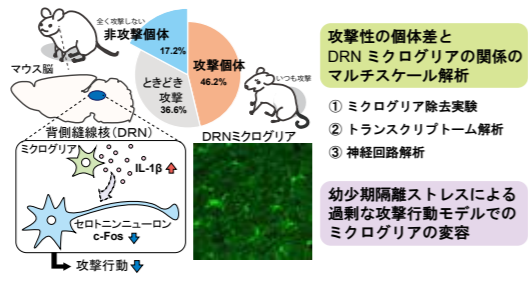 全く攻撃しない
非攻撃個体
17.2%
攻撃個体
46.2%
ときどき
攻撃
36.6%
いつも攻撃
マウス脳
背側縫線核(DRN)
ミクログリア
IL-1β
セロトニンニューロン
c-Fos
攻撃行動
DRNミクログリア
攻撃性の個体差と
DRN ミクログリアの関係の
マルチスケール解析
① ミクログリア除去実験
② トランスクリプトーム解析
③ 神経回路解析
幼少期隔離ストレスによる
過剰な攻撃行動モデルでの
ミクログリアの変容